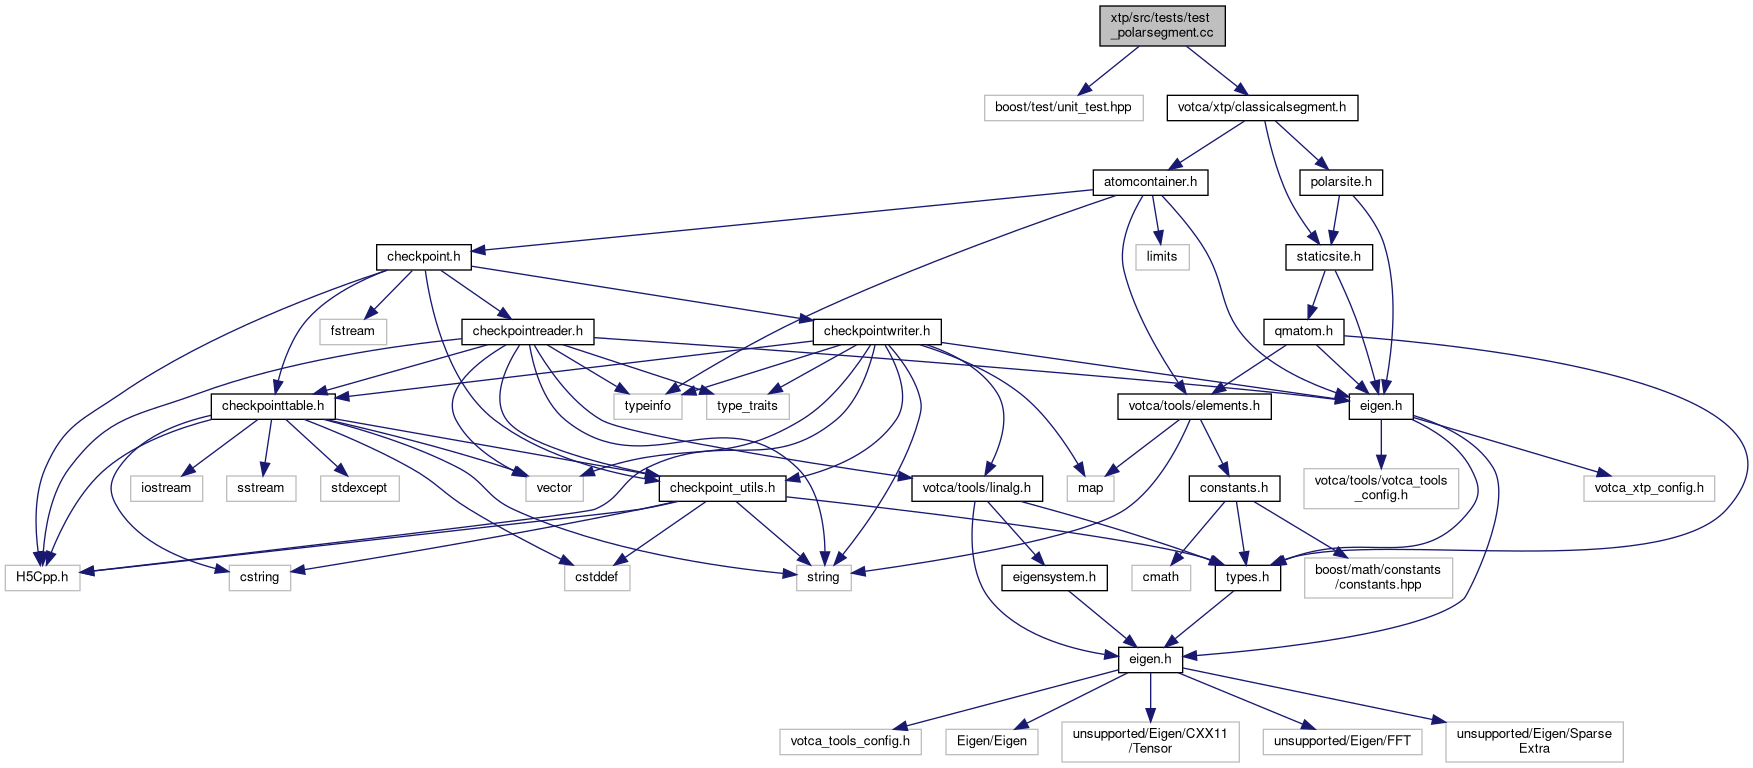 xtp/src/tests/test
_polarsegment.cc
boost/test/unit_test.hpp
votca/xtp/classicalsegment.h
atomcontainer.h
polarsite.h
checkpoint.h
limits
staticsite.h
fstream
checkpointreader.h
checkpointwriter.h
qmatom.h
checkpointtable.h
typeinfo
type_traits
votca/tools/elements.h
eigen.h
iostream
sstream
stdexcept
vector
checkpoint_utils.h
votca/tools/linalg.h
map
constants.h
votca/tools/votca_tools
_config.h
votca_xtp_config.h
H5Cpp.h
cstring
cstddef
string
eigensystem.h
cmath
types.h
boost/math/constants
/constants.hpp
eigen.h
votca_tools_config.h
Eigen/Eigen
unsupported/Eigen/CXX11
/Tensor
unsupported/Eigen/FFT
unsupported/Eigen/Sparse
Extra